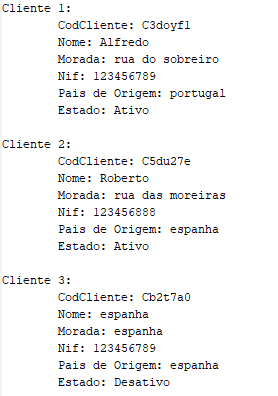 Cliente 1:
CodCliente: C3doyf1
Nome: Alfredo
Morada: rua do sobreiro
Nif: 123456789
Pais de Origem: portugal
Estado: Ativo
Cliente 2:
CodCliente: C5du27e
Nome: Roberto
Morada: rua das moreiras
Nif: 123456888
Pais de Origem: espanha
Estado: Ativo
Cliente 3:
CodCliente: Cb2t7a0
Nome: espanha
Morada: espanha
Nif: 123456789
Pais de Origem: espanha
Estado: Desativo